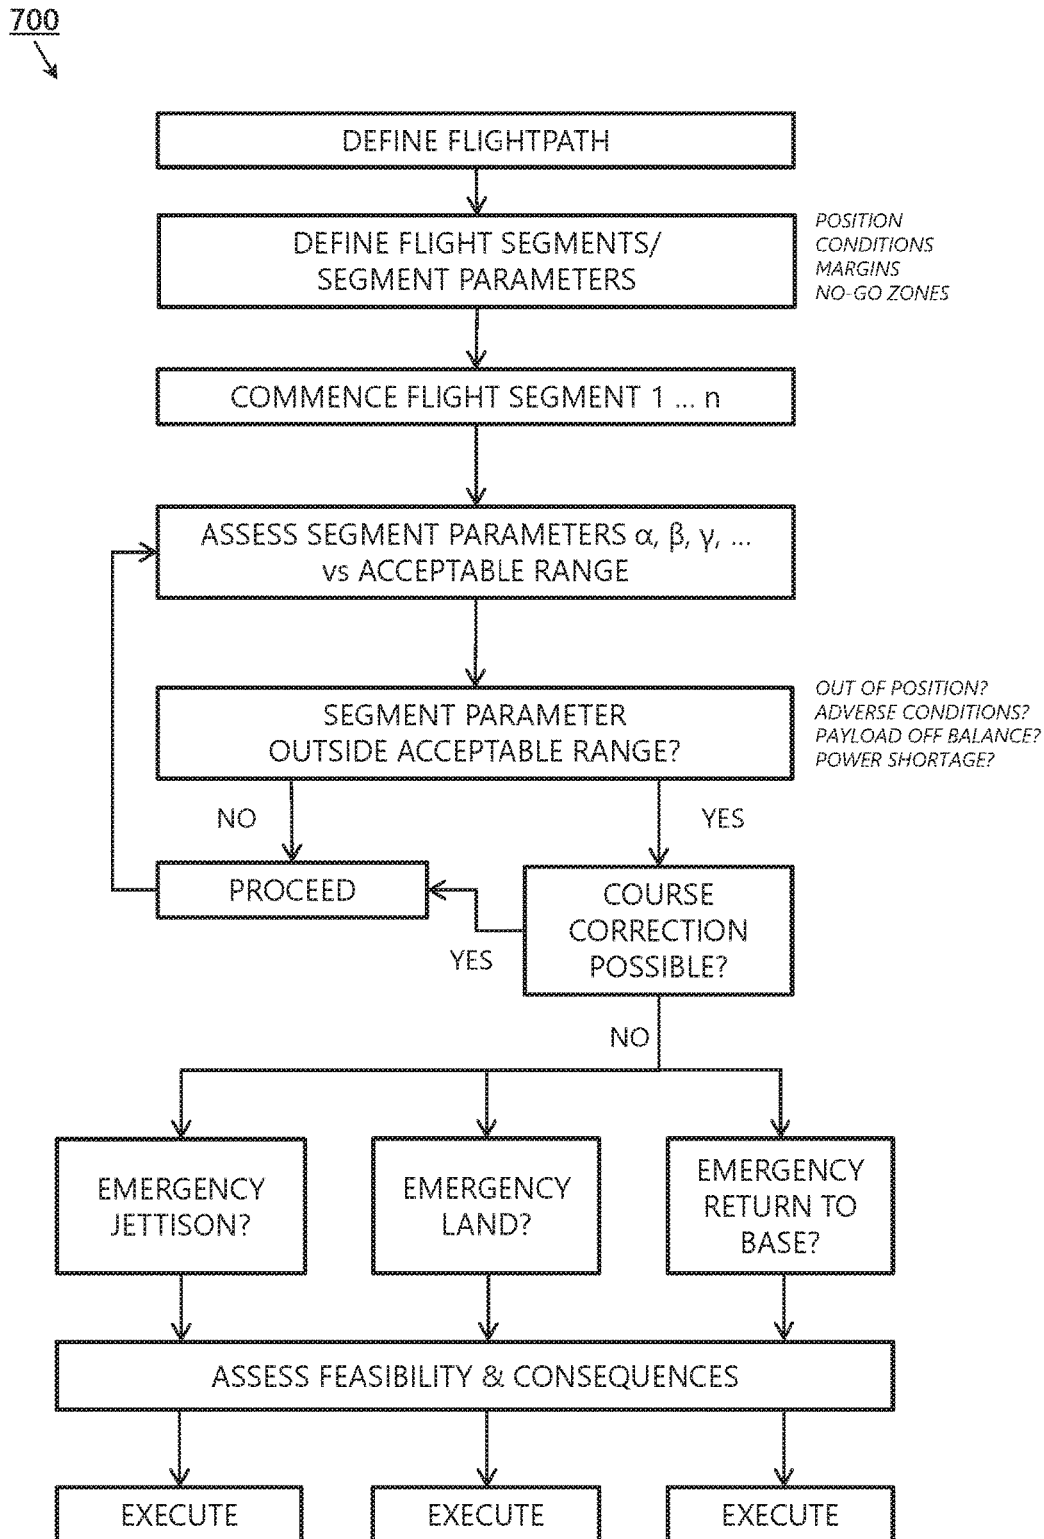 700
DEFINE FLIGHTPATH
DEFINE FLIGHT SEGMENTS/
SEGMENT PARAMETERS
POSITION
CONDITIONS
MARGINS
NO-GO ZONES
COMMENCE FLIGHT SEGMENT 1 ... n
ASSESS SEGMENT PARAMETERS α, β, γ, ...
vs ACCEPTABLE RANGE
SEGMENT PARAMETER
OUTSIDE ACCEPTABLE RANGE?
OUT OF POSITION?
ADVERSE CONDITIONS?
PAYLOAD OFF BALANCE?
POWER SHORTAGE?
NO
YES
PROCEED
COURSE
CORRECTION
POSSIBLE?
YES
NO
EMERGENCY
JETTISON?
EMERGENCY
LAND?
EMERGENCY
RETURN TO
BASE?
ASSESS FEASIBILITY & CONSEQUENCES
EXECUTE
EXECUTE
EXECUTE